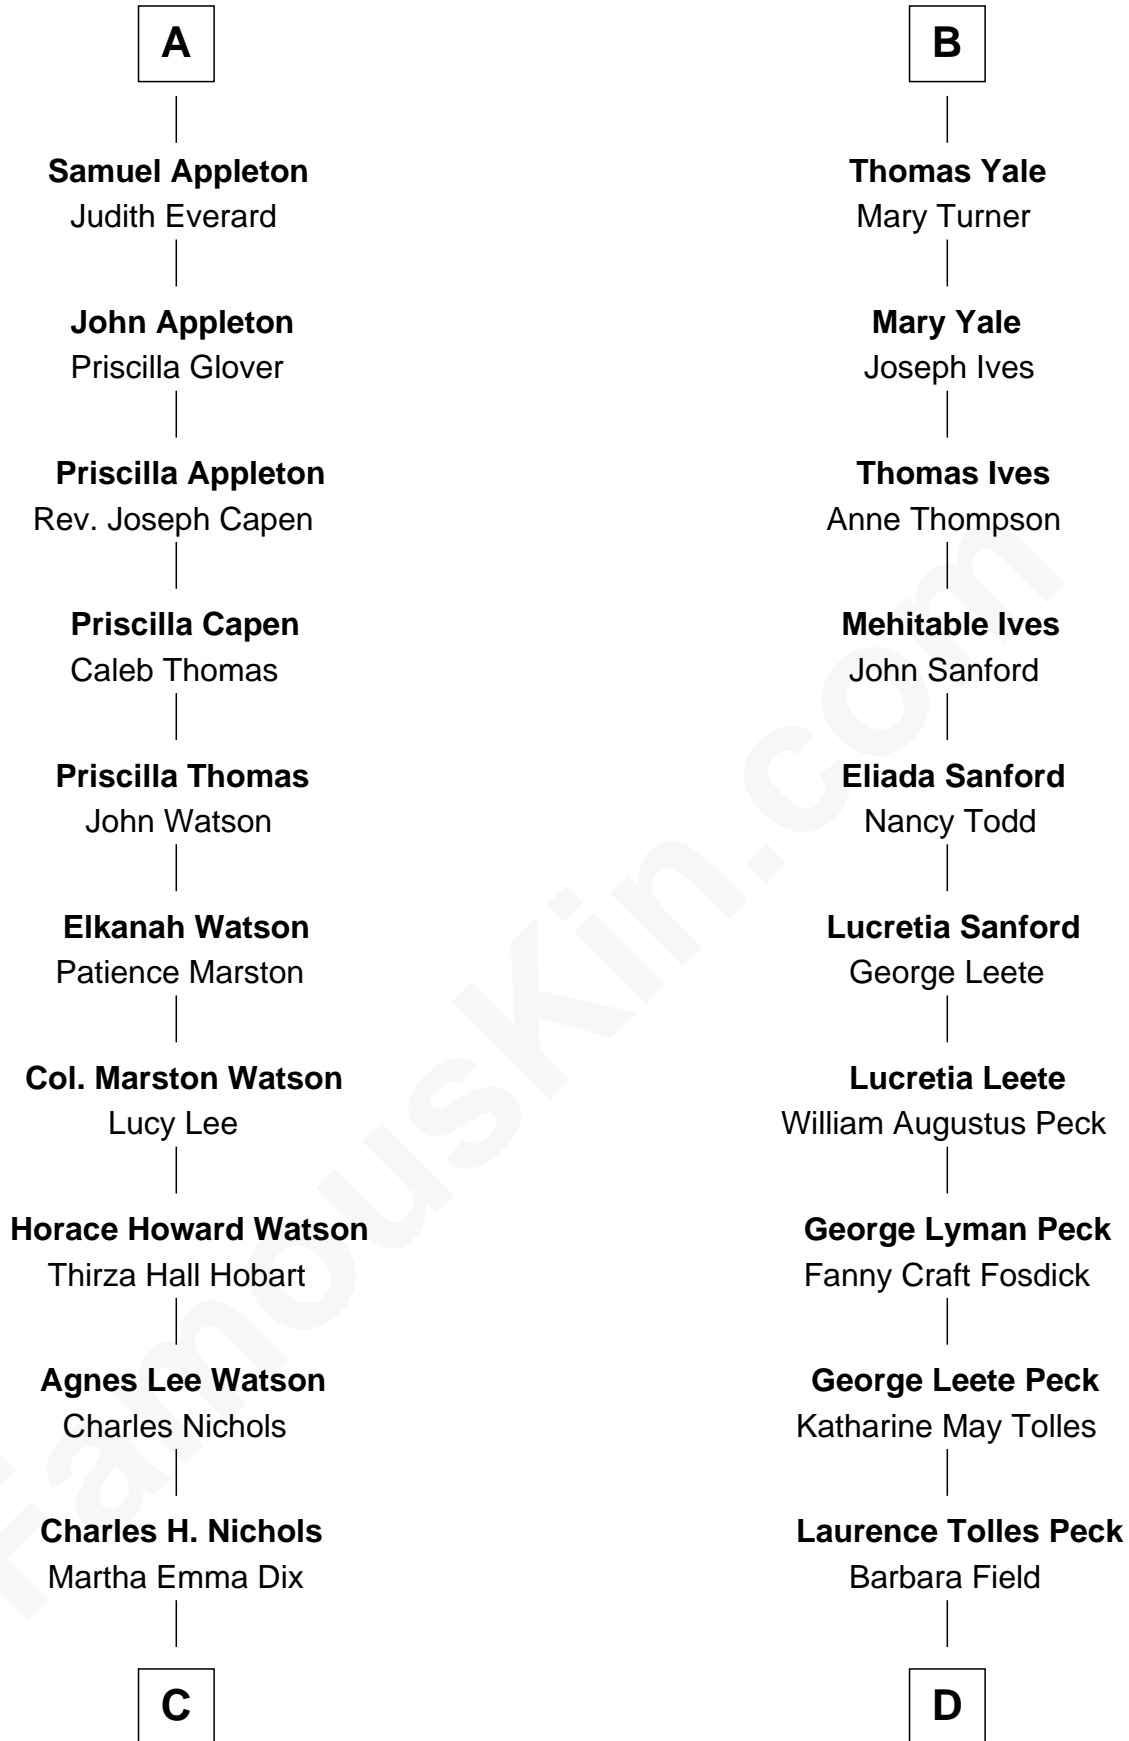 A
Samuel Appleton
Judith Everard
John Appleton
Priscilla Glover
Priscilla Appleton
Rev. Joseph Capen
Priscilla Capen
Caleb Thomas
Priscilla Thomas
John Watson
Elkanah Watson
Patience Marston
Col. Marston Watson
Lucy Lee
Horace Howard Watson
Thirza Hall Hobart
Agnes Lee Watson
Charles Nichols
Charles H. Nichols
Martha Emma Dix
C
B
Thomas Yale
Mary Turner
Mary Yale
Joseph Ives
Thomas Ives
Anne Thompson
Mehitable Ives
John Sanford
Eliada Sanford
Nancy Todd
Lucretia Sanford
George Leete
Lucretia Leete
William Augustus Peck
George Lyman Peck
Fanny Craft Fosdick
George Leete Peck
Katharine May Tolles
Laurence Tolles Peck
Barbara Field
D
FamousKin.com